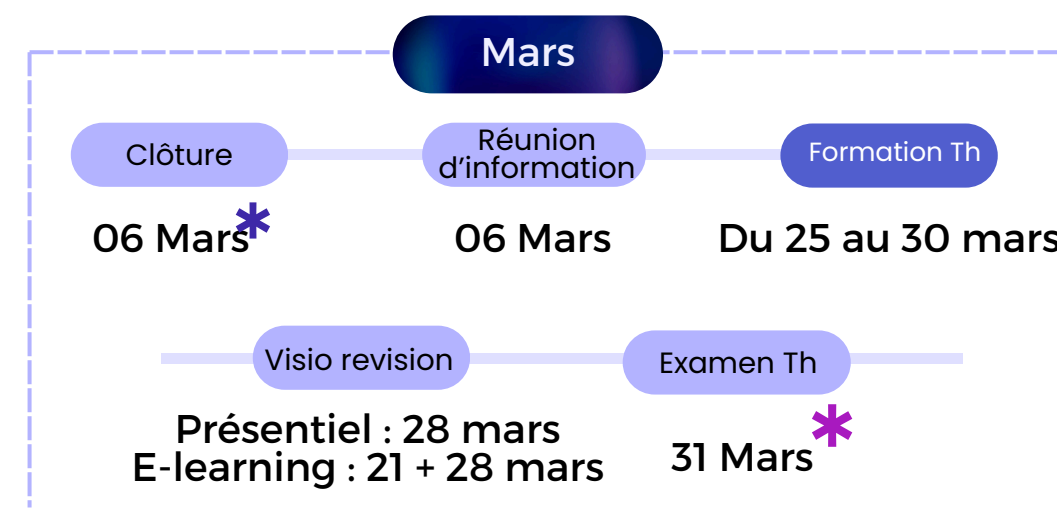 Mars
Clôture
Réunion
d'information
Formation Th
06 Mars*
06 Mars
Du 25 au 30 mars
Visio revision
Examen Th
Présentiel : 28 mars
E-learning : 21 + 28 mars
31 Mars*